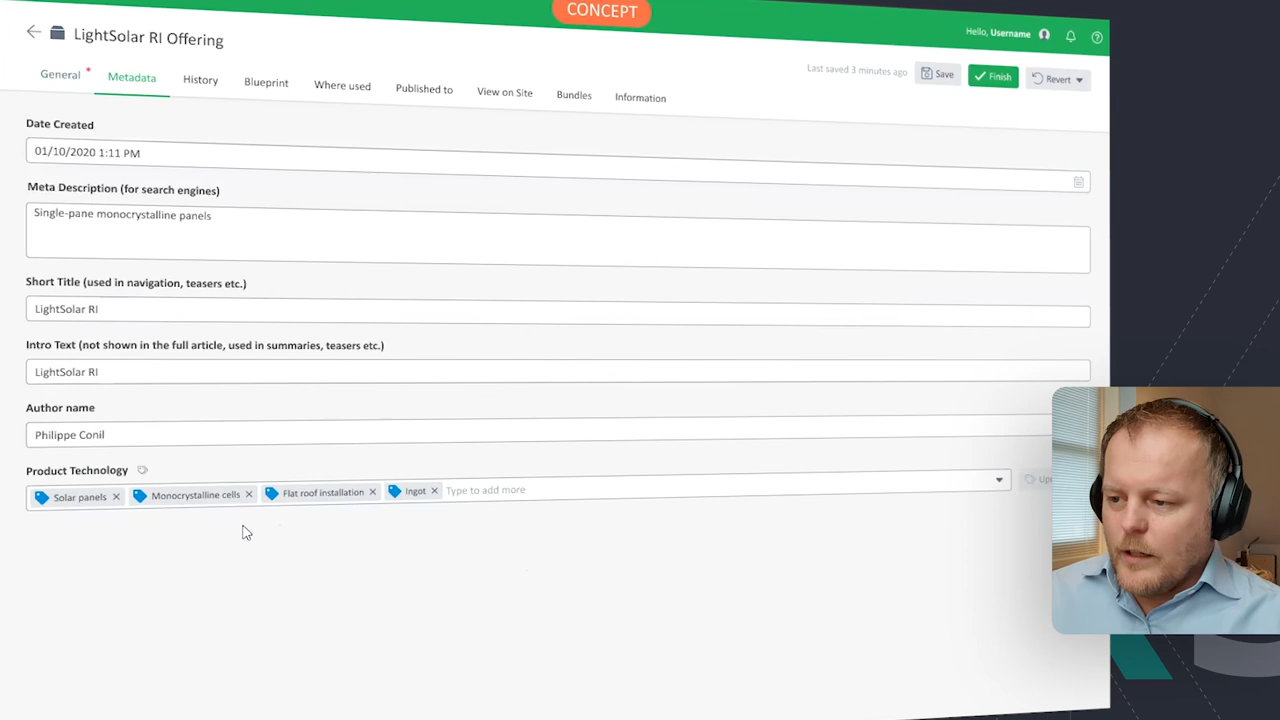 CONCEPT
LightSolar RI Offering
Hello, Username
General * Metadata History Blueprint Where used Published to View on Site Bundles Information
Last saved 3 minutes ago Save Finish Revert
Date Created
01/10/2020 1:11 PM
Meta Description (for search engines)
Single-pane monocrystalline panels
Short Title (used in navigation, teasers etc.)
LightSolar RI
Intro Text (not shown in the full article, used in summaries, teasers etc.)
LightSolar RI
Author name
Philippe Conil
Product Technology
Solar panels Monocrystalline cells Flat roof installation Ingot Type to add more